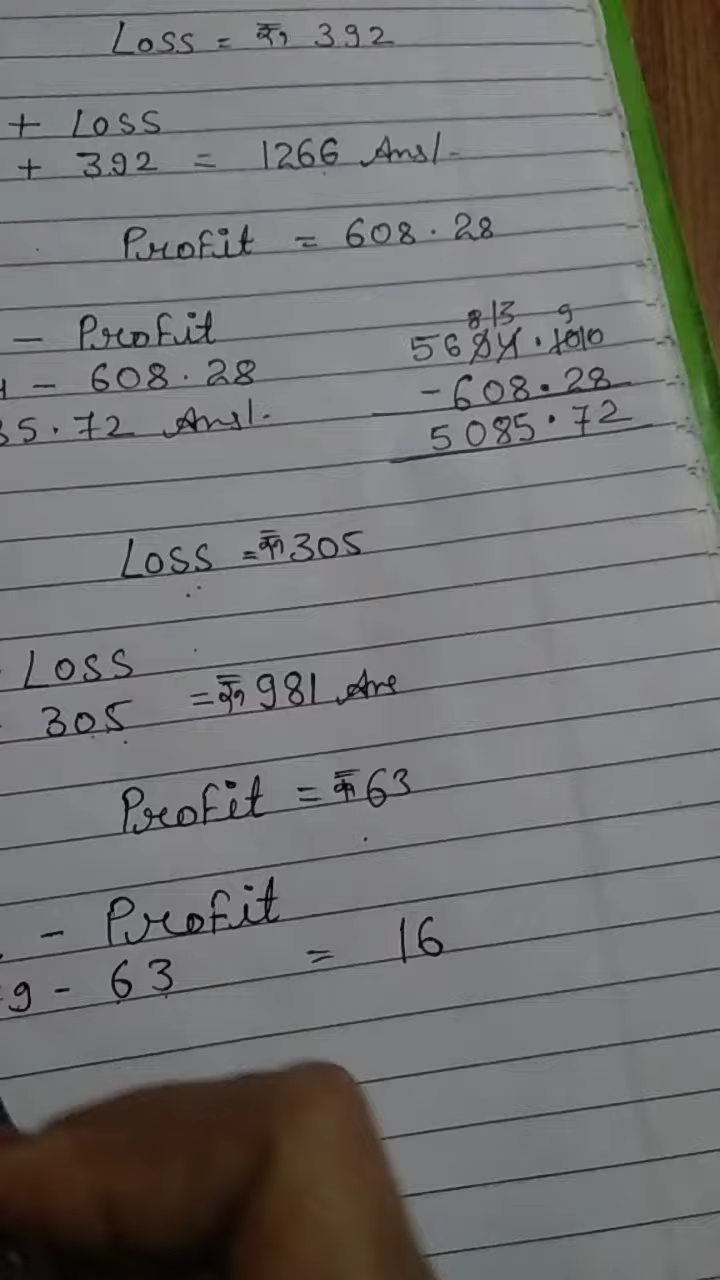 Loss = रू 392
+ Loss
+ 392 = 1266 Ans/-
Profit = 608.28
- Profit
- 608.28
35.72 Ans/.
8 13 9
5694.1010
-608.28
5085.72
Loss = रू 305
Loss
305 = रू 981 Ans
Profit = रू 63
- Profit
9 - 63 = 16